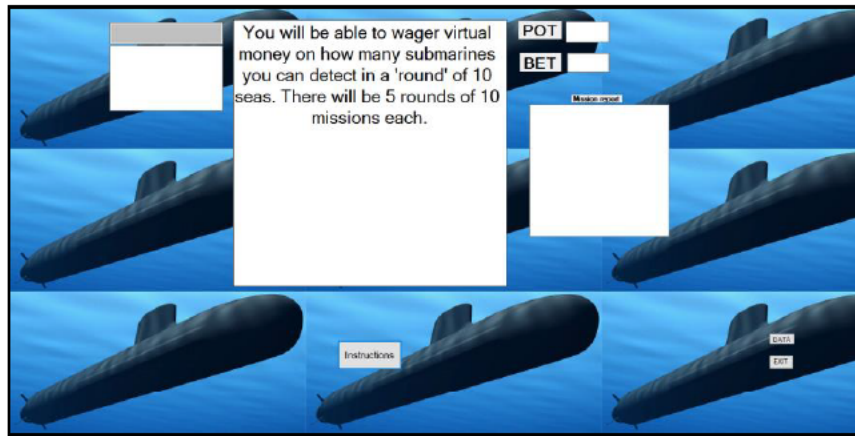 You will be able to wager virtual
money on how many submarines
you can detect in a 'round' of 10
seas. There will be 5 rounds of 10
missions each.
POT
BET
Mission report
Instructions
DATA
EXIT